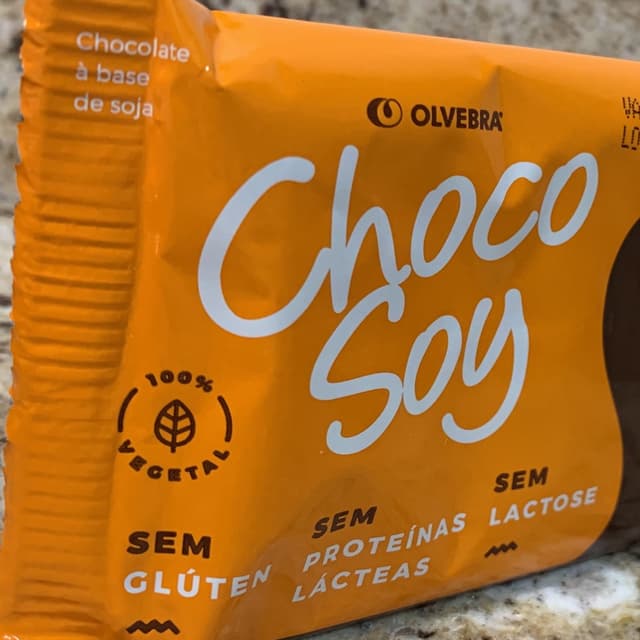 Chocolate
à base
de soja
OLVEBRA
Choco
Soy
100%
VEGETAL
SEM
GLÚTEN
SEM
PROTEÍNAS
LÁCTEAS
SEM
LACTOSE